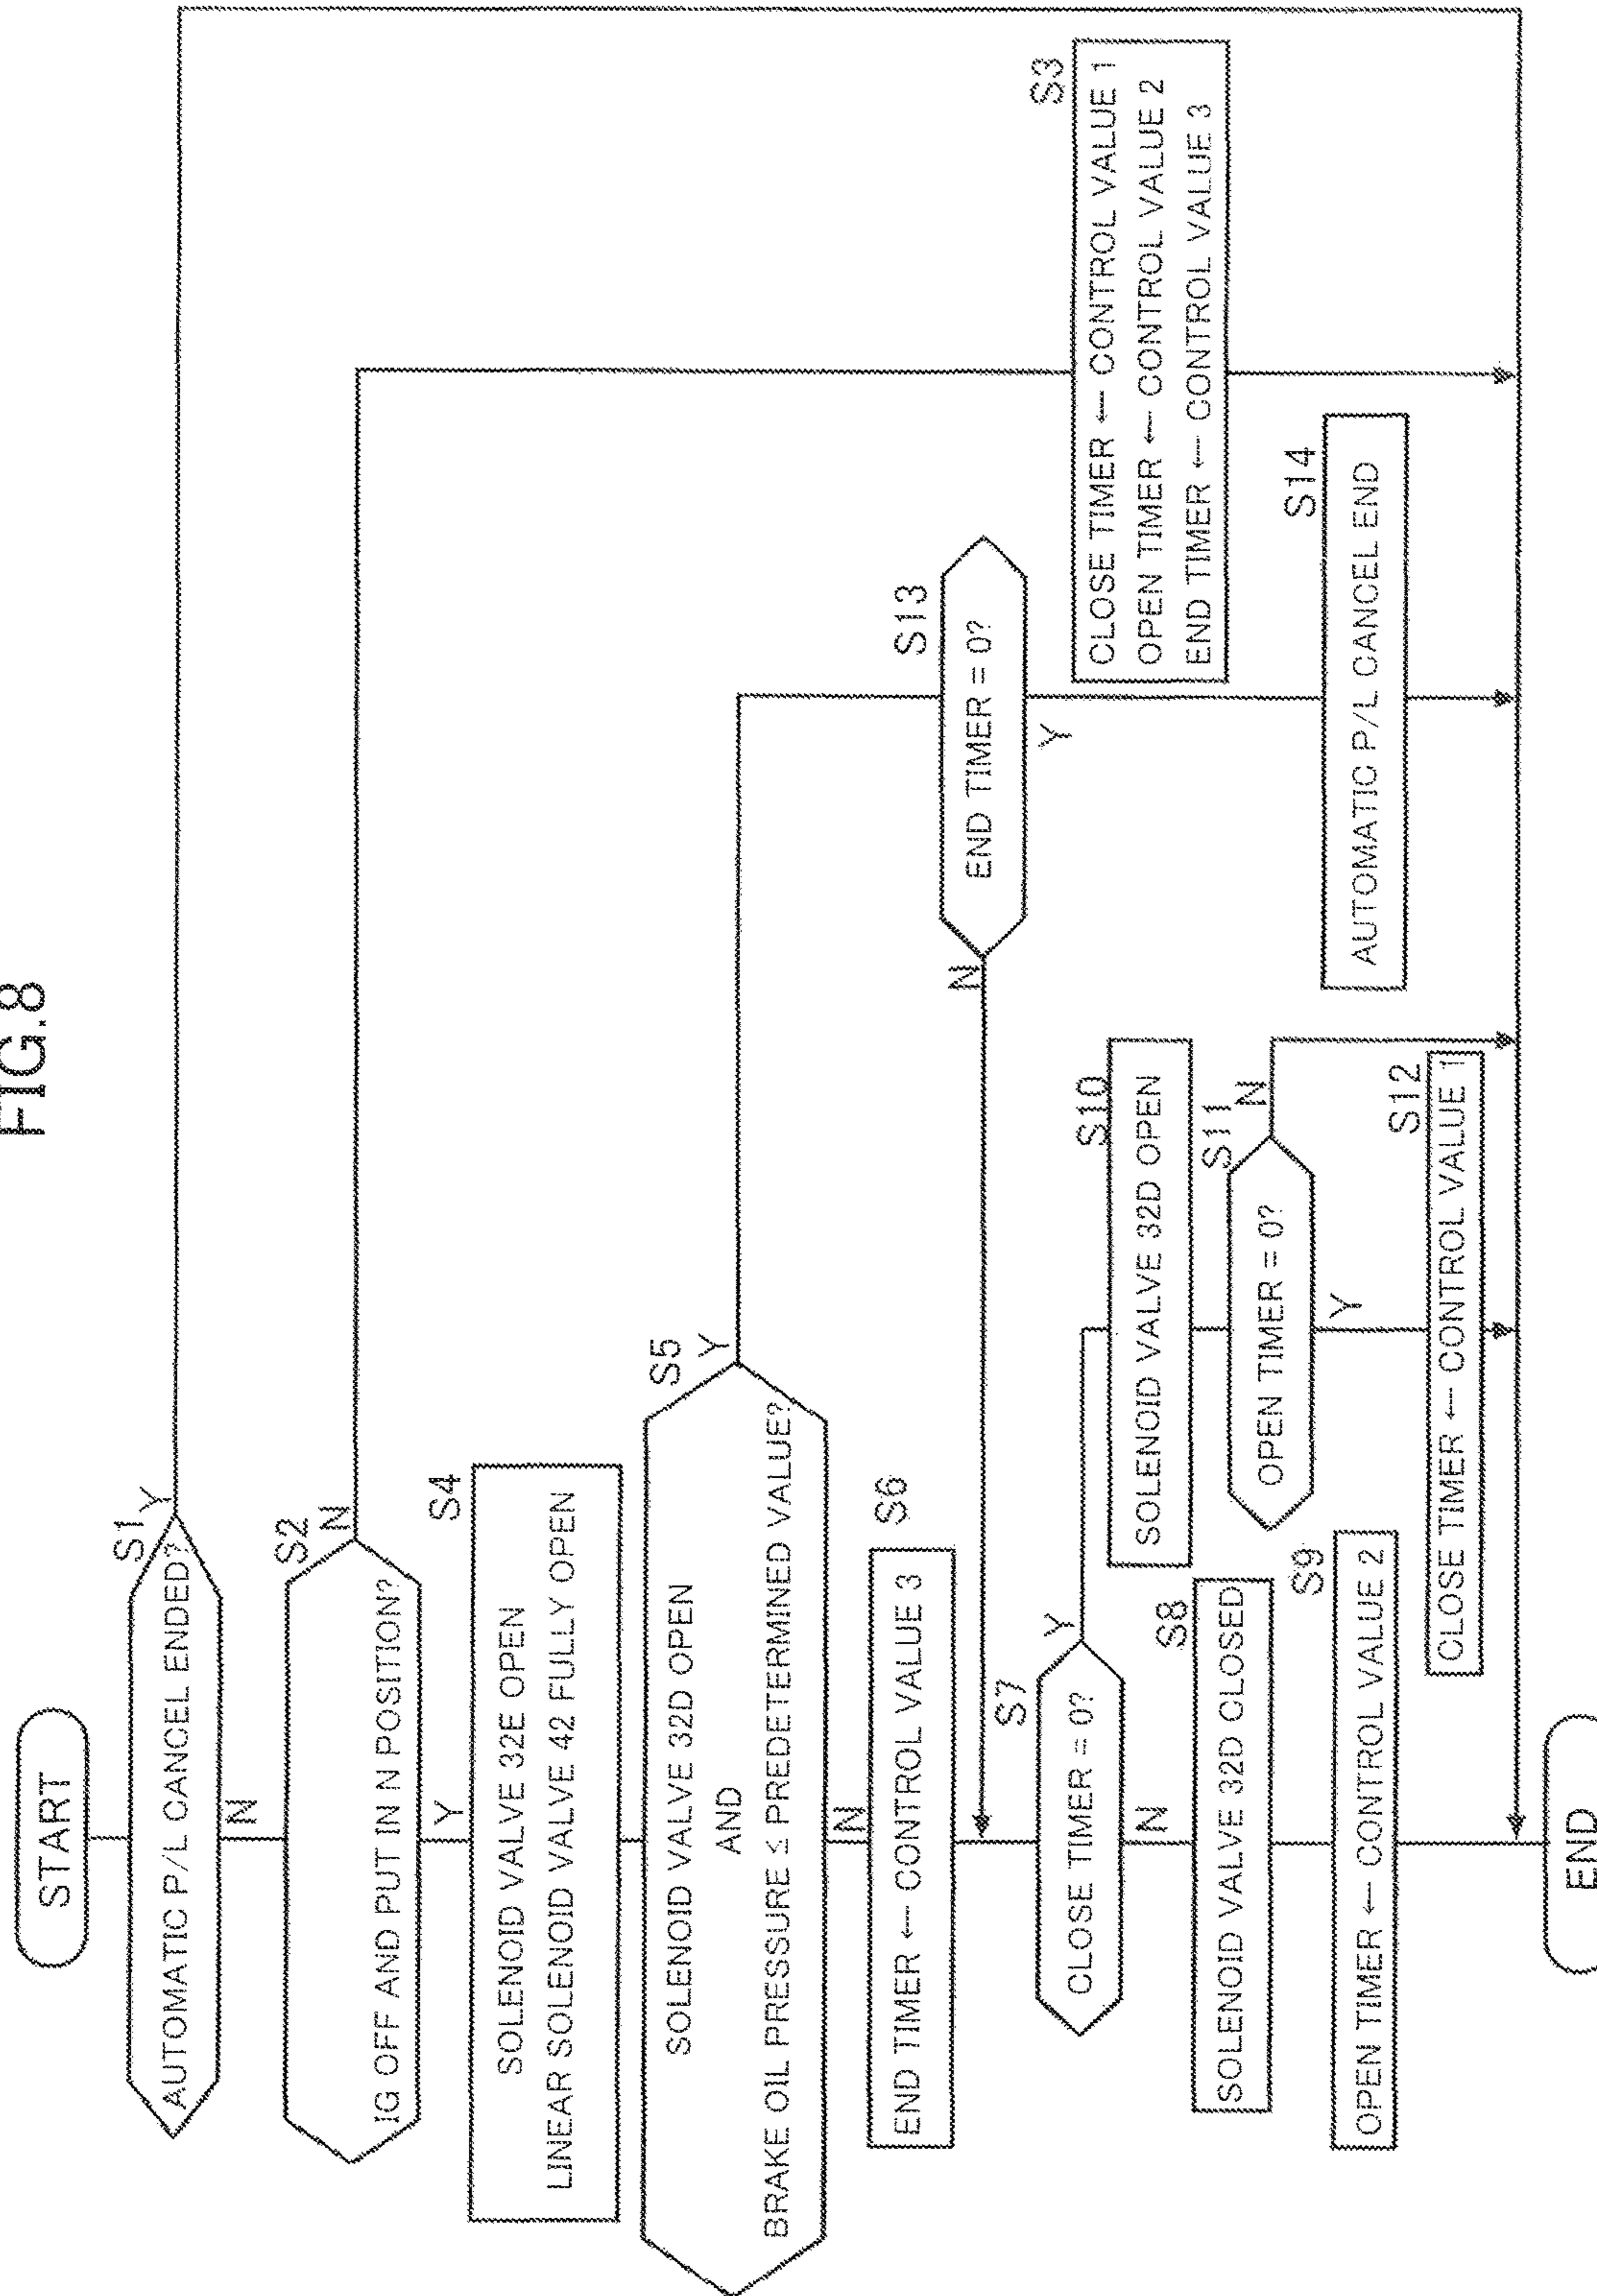 FIG.8
START
S1
AUTOMATIC P/L CANCEL ENDED?
Y
N
S2
IG OFF AND PUT IN N POSITION?
N
Y
S4
SOLENOID VALVE 32E OPEN
LINEAR SOLENOID VALVE 42 FULLY OPEN
S5
SOLENOID VALVE 32D OPEN
AND
BRAKE OIL PRESSURE ≤ PREDETERMINED VALUE?
Y
N
S6
END TIMER ← CONTROL VALUE 3
S7
CLOSE TIMER = 0?
Y
N
S8
SOLENOID VALVE 32D CLOSED
S9
OPEN TIMER ← CONTROL VALUE 2
S10
SOLENOID VALVE 32D OPEN
S11
OPEN TIMER = 0?
N
Y
S12
CLOSE TIMER ← CONTROL VALUE 1
S13
END TIMER = 0?
N
Y
S14
AUTOMATIC P/L CANCEL END
S3
CLOSE TIMER ← CONTROL VALUE 1
OPEN TIMER ← CONTROL VALUE 2
END TIMER ← CONTROL VALUE 3
END